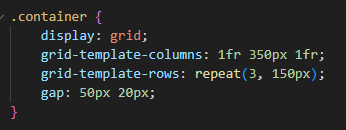 .container {
    display: grid;
    grid-template-columns: 1fr 350px 1fr;
    grid-template-rows: repeat(3, 150px);
    gap: 50px 20px;
}